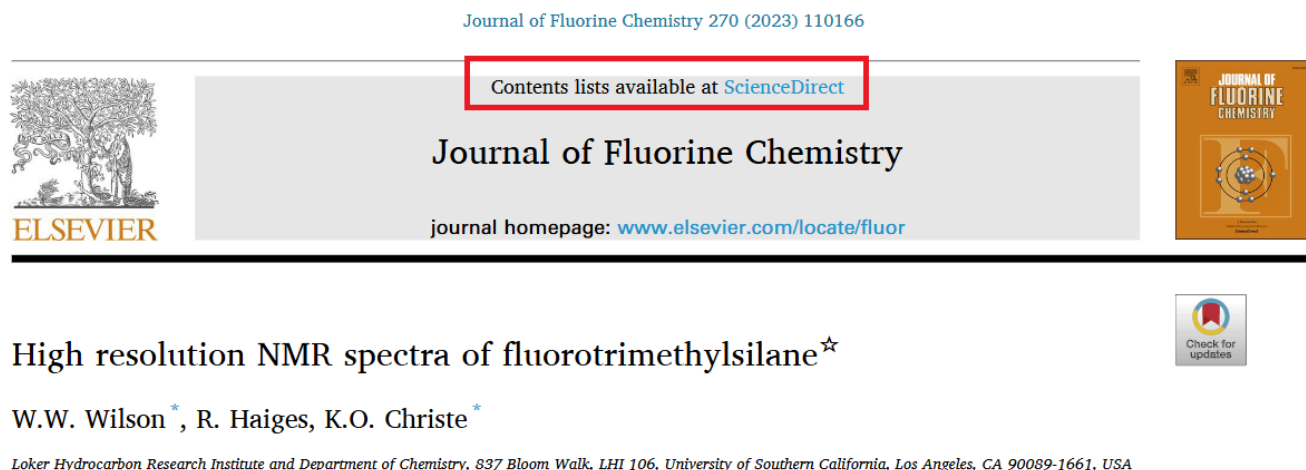 Journal of Fluorine Chemistry 270 (2023) 110166
Contents lists available at ScienceDirect
Journal of Fluorine Chemistry
journal homepage: www.elsevier.com/locate/fluor
ELSEVIER
JOURNAL OF
FLUORINE
CHEMISTRY
Check for
updates
High resolution NMR spectra of fluorotrimethylsilane☆
W.W. Wilson *, R. Haiges, K.O. Christe *
Loker Hydrocarbon Research Institute and Department of Chemistry, 837 Bloom Walk, LHI 106, University of Southern California, Los Angeles, CA 90089-1661, USA